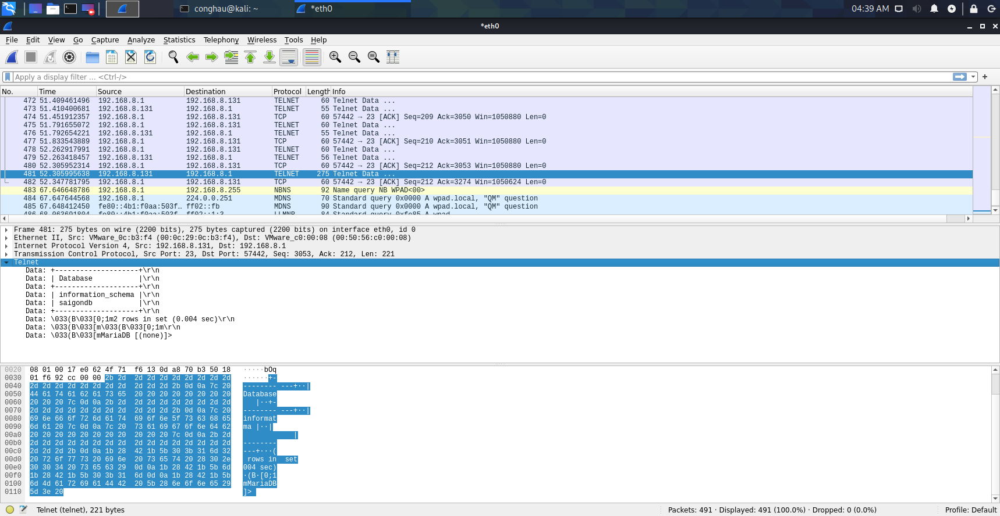 conghau@kali: ~
*eth0
04:39 AM
*eth0
File Edit View Go Capture Analyze Statistics Telephony Wireless Tools Help
Apply a display filter ... <Ctrl-/>
No. Time Source Destination Protocol Length Info
472 51.409461496 192.168.8.1 192.168.8.131 TELNET 60 Telnet Data ...
473 51.410400681 192.168.8.131 192.168.8.1 TELNET 55 Telnet Data ...
474 51.451912357 192.168.8.1 192.168.8.131 TCP 60 57442 → 23 [ACK] Seq=209 Ack=3050 Win=1050880 Len=0
475 51.791655072 192.168.8.1 192.168.8.131 TELNET 60 Telnet Data ...
476 51.792654221 192.168.8.131 192.168.8.1 TELNET 55 Telnet Data ...
477 51.833543889 192.168.8.1 192.168.8.131 TCP 60 57442 → 23 [ACK] Seq=210 Ack=3051 Win=1050880 Len=0
478 52.262917991 192.168.8.1 192.168.8.131 TELNET 60 Telnet Data ...
479 52.263418457 192.168.8.131 192.168.8.1 TELNET 56 Telnet Data ...
480 52.305952314 192.168.8.1 192.168.8.131 TCP 60 57442 → 23 [ACK] Seq=212 Ack=3053 Win=1050880 Len=0
481 52.305995638 192.168.8.131 192.168.8.1 TELNET 275 Telnet Data ...
482 52.347781795 192.168.8.1 192.168.8.131 TCP 60 57442 → 23 [ACK] Seq=212 Ack=3274 Win=1050624 Len=0
483 67.646648786 192.168.8.1 192.168.8.255 NBNS 92 Name query NB WPAD<00>
484 67.647644568 192.168.8.1 224.0.0.251 MDNS 70 Standard query 0x0000 A wpad.local, "QM" question
485 67.648412450 fe80::4b1:f0aa:503f… ff02::fb MDNS 90 Standard query 0x0000 A wpad.local, "QM" question
486 68.063691804 fe80::4b1:f0aa:503f… ff02::1:3 LLMNR 84 Standard query 0xfe85 A wpad
Frame 481: 275 bytes on wire (2200 bits), 275 bytes captured (2200 bits) on interface eth0, id 0
Ethernet II, Src: VMware_0c:b3:f4 (00:0c:29:0c:b3:f4), Dst: VMware_c0:00:08 (00:50:56:c0:00:08)
Internet Protocol Version 4, Src: 192.168.8.131, Dst: 192.168.8.1
Transmission Control Protocol, Src Port: 23, Dst Port: 57442, Seq: 3053, Ack: 212, Len: 221
Telnet
Data: +--------------------+\r\n
Data: | Database           |\r\n
Data: +--------------------+\r\n
Data: | information_schema |\r\n
Data: | saigondb           |\r\n
Data: +--------------------+\r\n
Data: \033(B\033[0;1m2 rows in set (0.004 sec)\r\n
Data: \033(B\033[m\033(B\033[0;1m\r\n
Data: \033(B\033[mMariaDB [(none)]>
0020 08 01 00 17 e0 62 4f 71 f6 13 0d a8 70 b3 50 18 ·····bOq
0030 01 f6 92 cc 00 00 2b 2d 2d 2d 2d 2d 2d 2d 2d 2d ······+-
0040 2d 2d 2d 2d 2d 2d 2d 2d 2d 2d 2d 2b 0d 0a 7c 20 -------- ---+··|
0050 44 61 74 61 62 61 73 65 20 20 20 20 20 20 20 20 Database
0060 20 20 20 7c 0d 0a 2b 2d 2d 2d 2d 2d 2d 2d 2d 2d |··+-
0070 2d 2d 2d 2d 2d 2d 2d 2d 2d 2d 2d 2b 0d 0a 7c 20 -------- ---+··|
0080 69 6e 66 6f 72 6d 61 74 69 6f 6e 5f 73 63 68 65 informat
0090 6d 61 20 7c 0d 0a 7c 20 73 61 69 67 6f 6e 64 62 ma |··|
00a0 20 20 20 20 20 20 20 20 20 20 20 7c 0d 0a 2b 2d |
00b0 2d 2d 2d 2d 2d 2d 2d 2d 2d 2d 2d 2d 2d 2d 2d 2d --------
00c0 2d 2d 2d 2b 0d 0a 1b 28 42 1b 5b 30 3b 31 6d 32 ---+···(
00d0 20 72 6f 77 73 20 69 6e 20 73 65 74 20 28 30 2e rows in set
00e0 30 30 34 20 73 65 63 29 0d 0a 1b 28 42 1b 5b 6d 004 sec)
00f0 1b 28 42 1b 5b 30 3b 31 6d 0d 0a 1b 28 42 1b 5b ·(B·[0;1
0100 6d 4d 61 72 69 61 44 42 20 5b 28 6e 6f 6e 65 29 mMariaDB
0110 5d 3e 20 ]>
Telnet (telnet), 221 bytes Packets: 491 · Displayed: 491 (100.0%) · Dropped: 0 (0.0%) Profile: Default